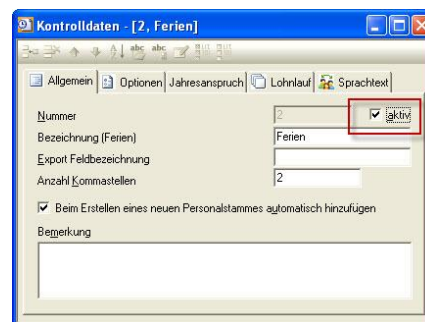 Kontrolldaten - [2, Ferien]
Allgemein Optionen Jahresanspruch Lohnlauf Sprachtext
Nummer 2 aktiv
Bezeichnung (Ferien) Ferien
Export Feldbezeichnung
Anzahl Kommastellen 2
Beim Erstellen eines neuen Personalstammes automatisch hinzufügen
Bemerkung